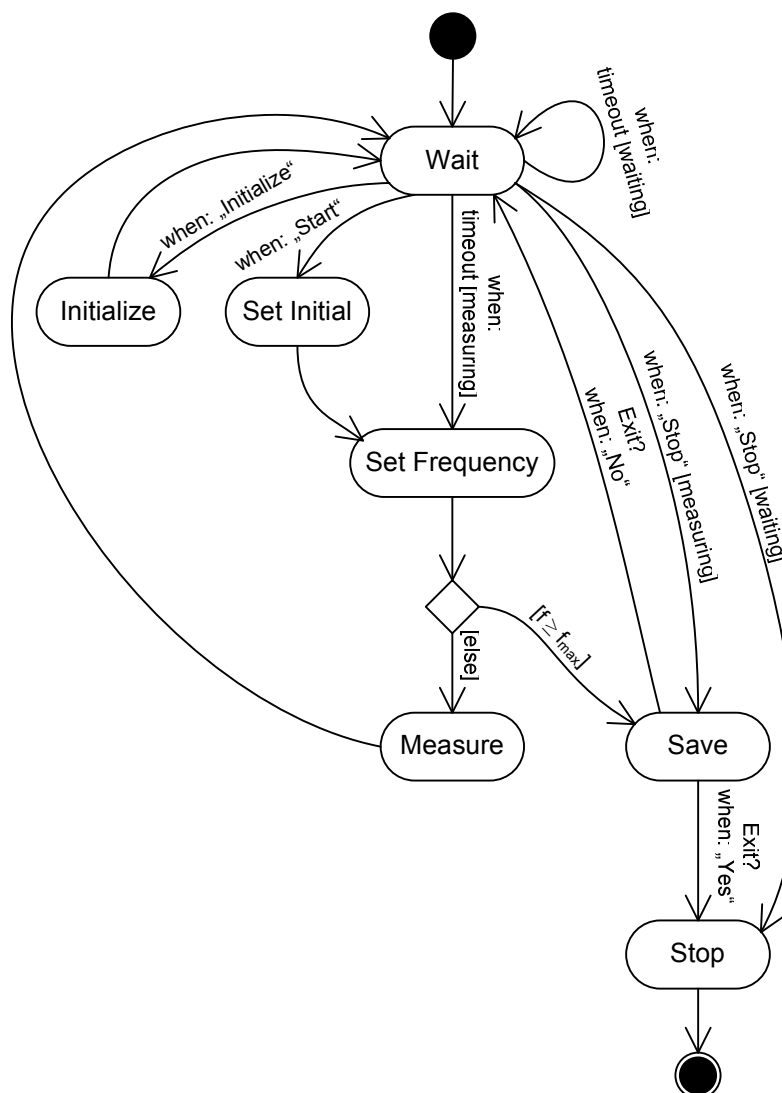 when:
timeout [waiting]
Wait
when: „Initialize“
when: „Start“
when:
timeout [measuring]
Initialize
Set Initial
Exit?
when: „No“
when: „Stop“ [measuring]
when: „Stop“ [waiting]
Set Frequency
[f ≥ fmax]
[else]
Measure
Save
Exit?
when: „Yes“
Stop